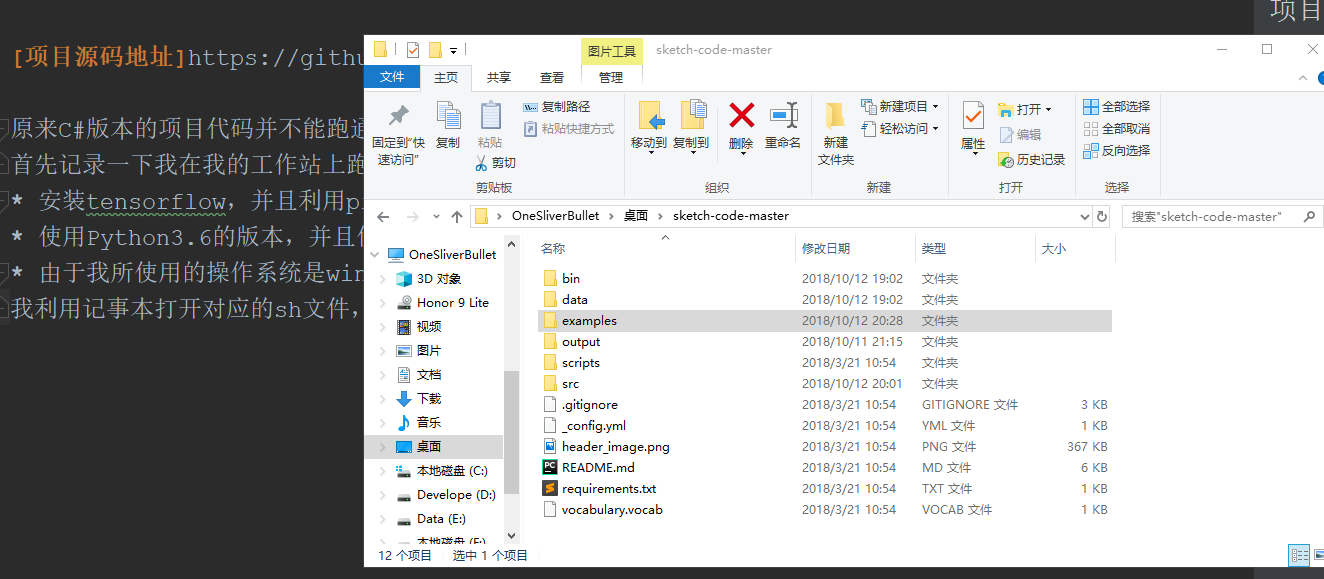 项目
[项目源码地址]https://githu
原来C#版本的项目代码并不能跑通
首先记录一下我在我的工作站上跑
* 安装tensorflow，并且利用p
* 使用Python3.6的版本，并且
* 由于我所使用的操作系统是win
我利用记事本打开对应的sh文件，
图片工具 sketch-code-master
文件 主页 共享 查看 管理
固定到"快速访问"
复制
粘贴
复制路径
粘贴快捷方式
剪切
剪贴板
移动到
复制到
删除
重命名
组织
新建文件夹
新建项目
轻松访问
新建
属性
打开
编辑
历史记录
打开
全部选择
全部取消
反向选择
选择
OneSliverBullet 桌面 sketch-code-master
搜索"sketch-code-master"
OneSliverBullet
3D 对象
Honor 9 Lite
视频
图片
文档
下载
音乐
桌面
本地磁盘 (C:)
Develope (D:)
Data (E:)
本地磁盘 (F:)
名称 修改日期 类型 大小
bin 2018/10/12 19:02 文件夹
data 2018/10/12 19:02 文件夹
examples 2018/10/12 20:28 文件夹
output 2018/10/11 21:15 文件夹
scripts 2018/3/21 10:54 文件夹
src 2018/10/12 20:01 文件夹
.gitignore 2018/3/21 10:54 GITIGNORE 文件 3 KB
_config.yml 2018/3/21 10:54 YML 文件 1 KB
header_image.png 2018/3/21 10:54 PNG 文件 367 KB
README.md 2018/3/21 10:54 MD 文件 6 KB
requirements.txt 2018/3/21 10:54 TXT 文件 1 KB
vocabulary.vocab 2018/3/21 10:54 VOCAB 文件 1 KB
12 个项目 选中 1 个项目